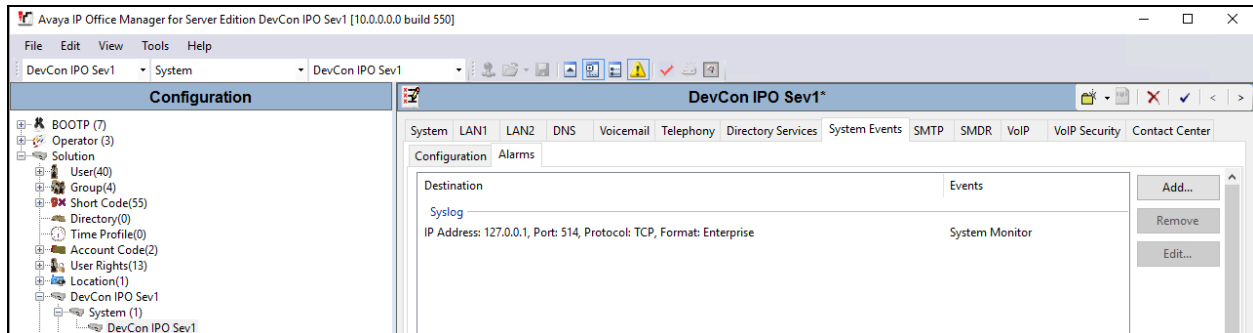 Avaya IP Office Manager for Server Edition DevCon IPO Sev1 [10.0.0.0.0 build 550]
File Edit View Tools Help
DevCon IPO Sev1 System DevCon IPO Sev1
Configuration
DevCon IPO Sev1*
BOOTP (7)
Operator (3)
Solution
User(40)
Group(4)
Short Code(55)
Directory(0)
Time Profile(0)
Account Code(2)
User Rights(13)
Location(1)
DevCon IPO Sev1
System (1)
DevCon IPO Sev1
System LAN1 LAN2 DNS Voicemail Telephony Directory Services System Events SMTP SMDR VoIP VoIP Security Contact Center
Configuration Alarms
Destination Events
Syslog
IP Address: 127.0.0.1, Port: 514, Protocol: TCP, Format: Enterprise System Monitor
Add...
Remove
Edit...